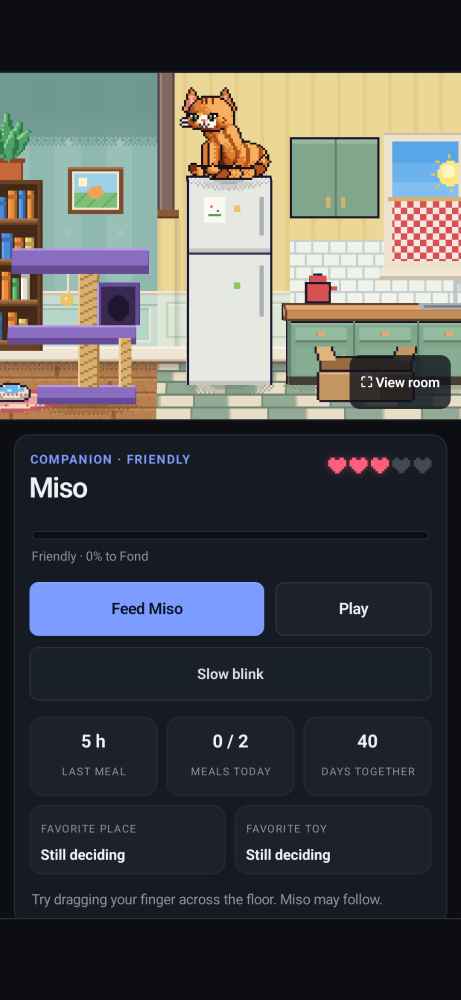 View room
COMPANION · FRIENDLY
Miso
Friendly · 0% to Fond
Feed Miso
Play
Slow blink
5 h
LAST MEAL
0 / 2
MEALS TODAY
40
DAYS TOGETHER
FAVORITE PLACE
Still deciding
FAVORITE TOY
Still deciding
Try dragging your finger across the floor. Miso may follow.